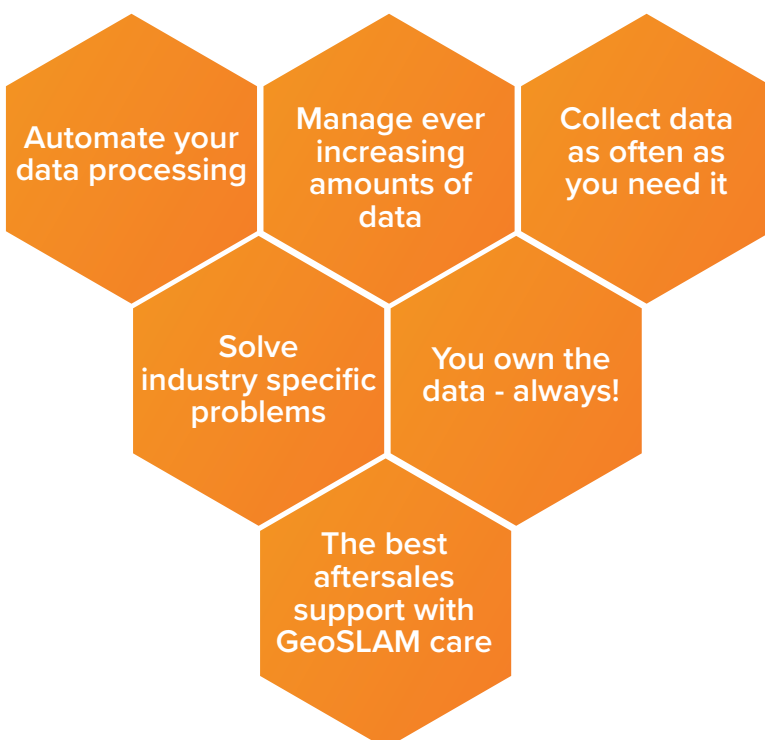 Automate your
data processing
Manage ever
increasing
amounts of
data
Collect data
as often as
you need it
Solve
industry specific
problems
You own the
data - always!
The best
aftersales
support with
GeoSLAM care